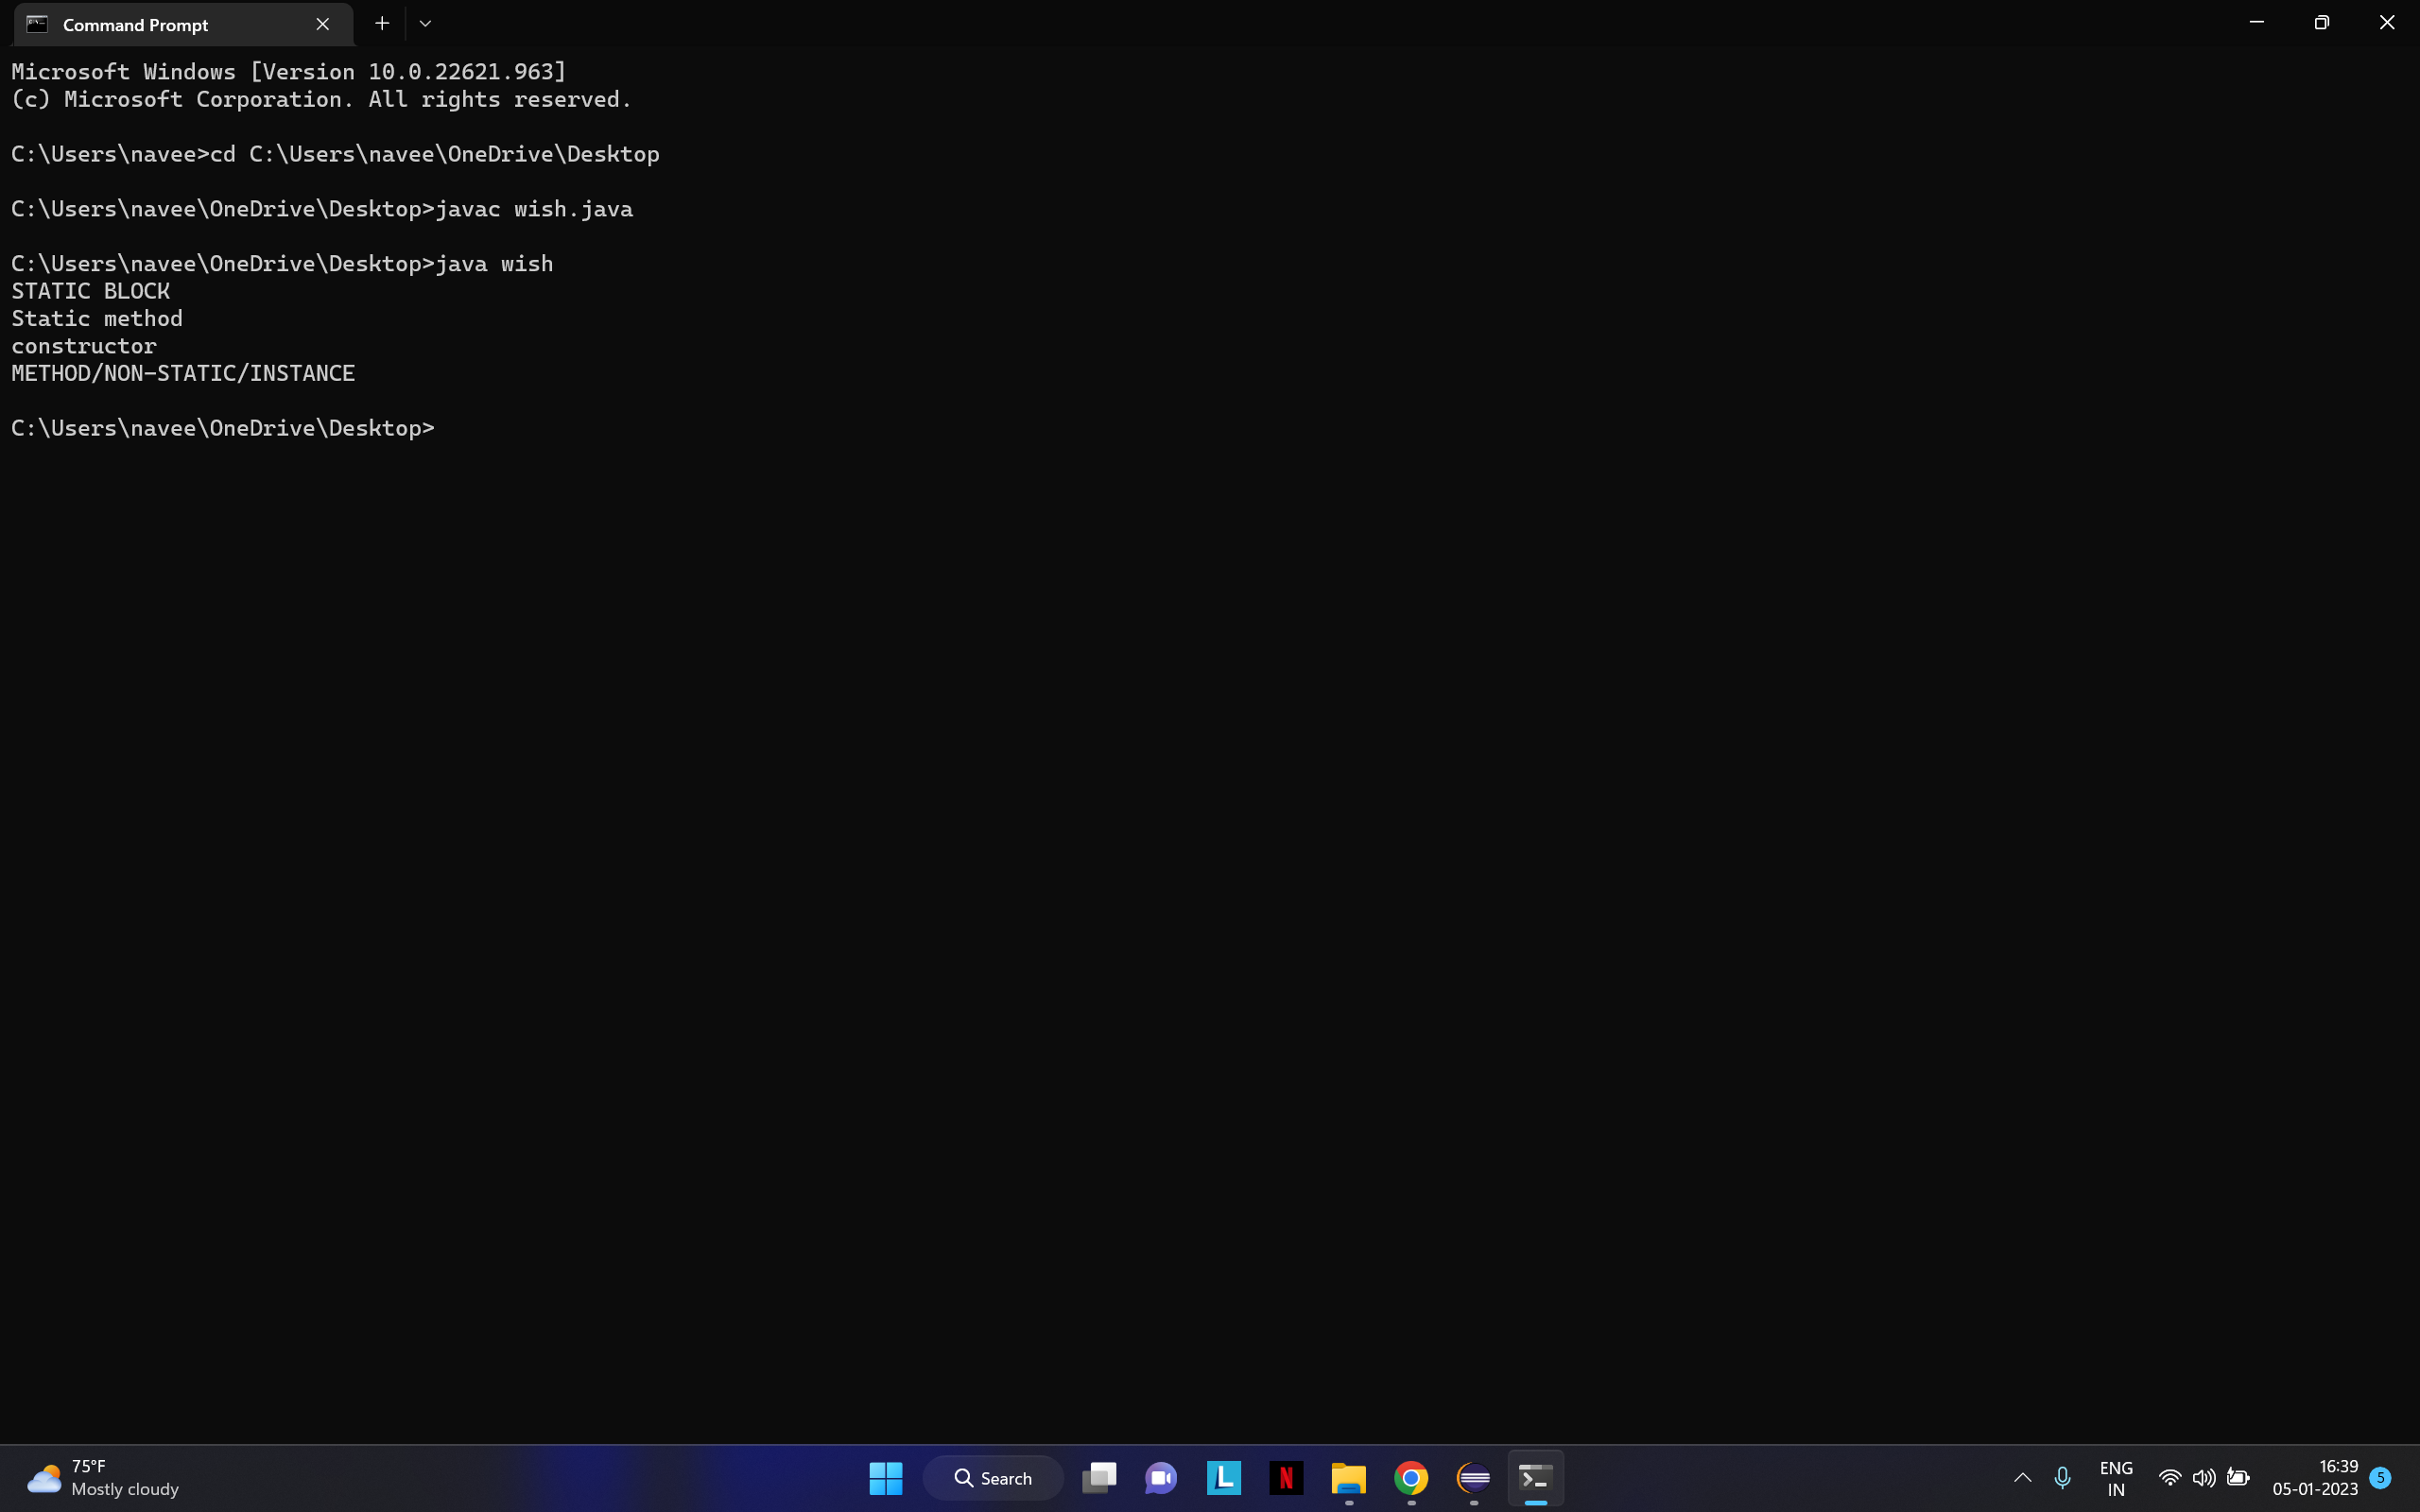 Command Prompt
Microsoft Windows [Version 10.0.22621.963]
(c) Microsoft Corporation. All rights reserved.
C:\Users\navee>cd C:\Users\navee\OneDrive\Desktop
C:\Users\navee\OneDrive\Desktop>javac wish.java
C:\Users\navee\OneDrive\Desktop>java wish
STATIC BLOCK
Static method
constructor
METHOD/NON-STATIC/INSTANCE
C:\Users\navee\OneDrive\Desktop>
75°F
Mostly cloudy
Search
L
N
ENG
IN
16:39
05-01-2023
5